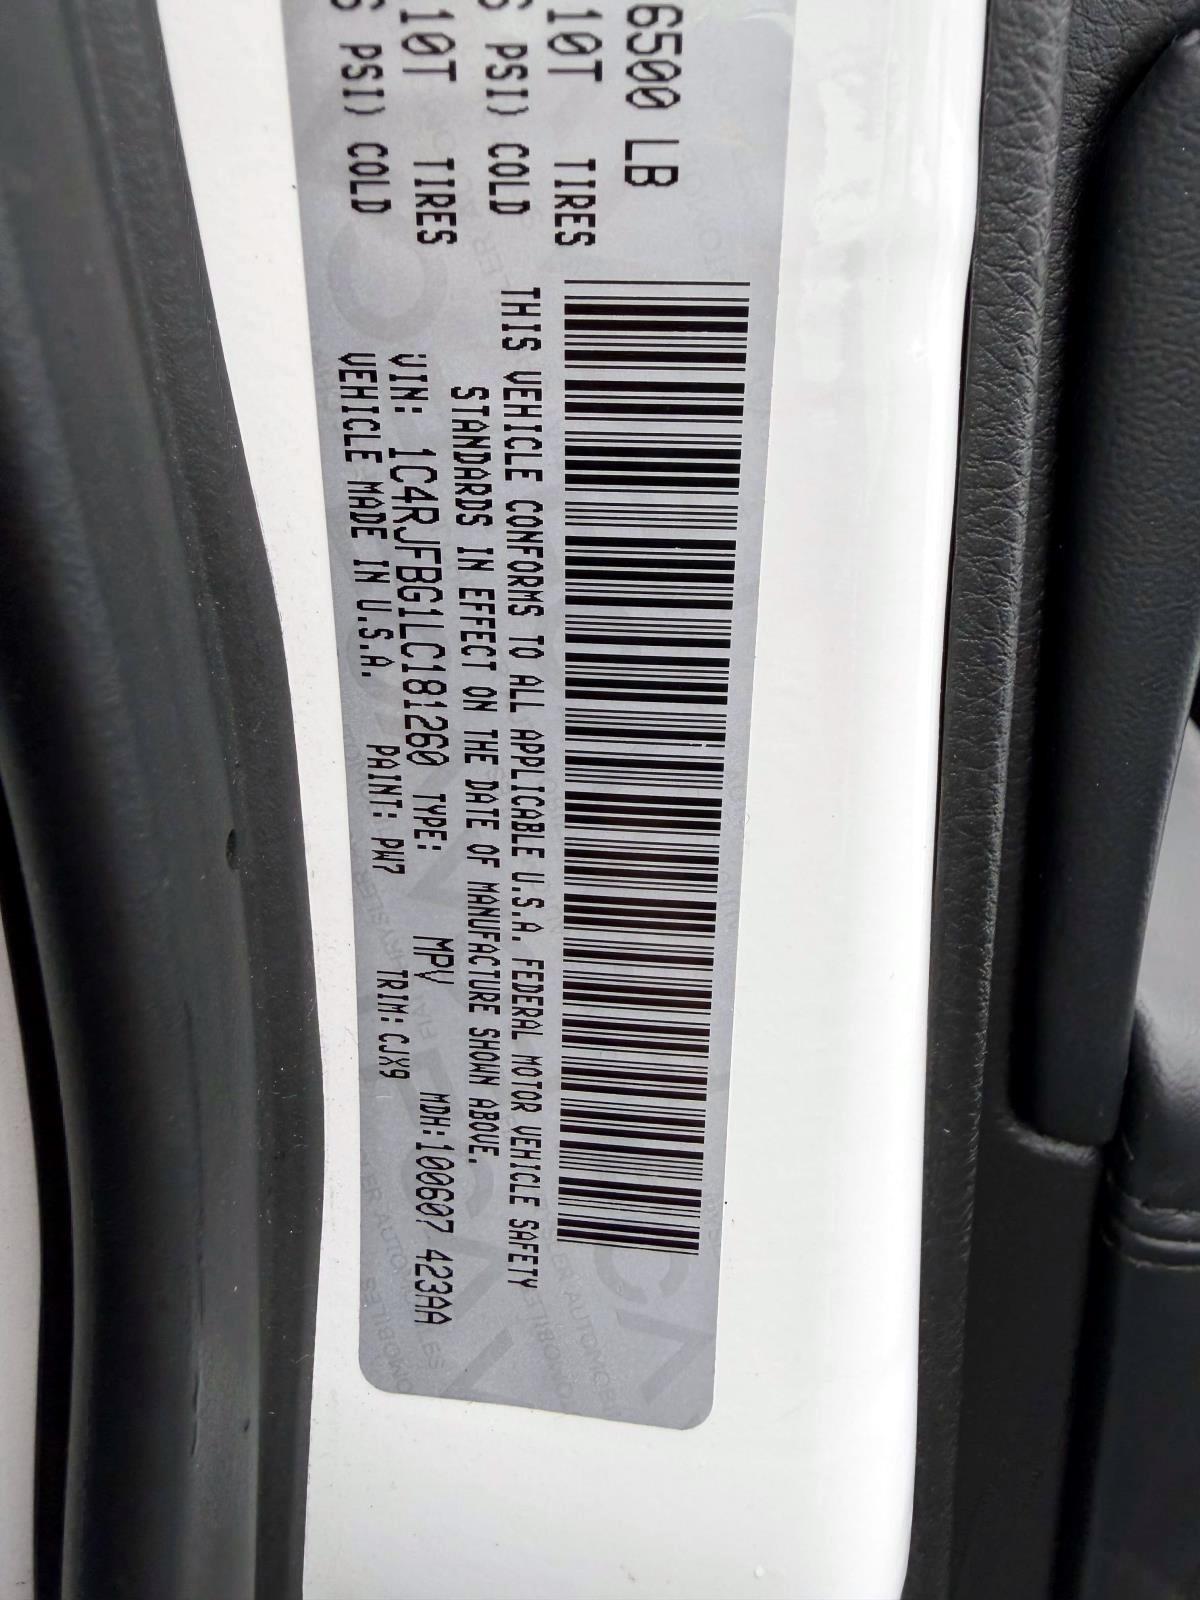 6500 LB
10T TIRES
PSI) COLD
10T TIRES
PSI) COLD
THIS VEHICLE CONFORMS TO ALL APPLICABLE U.S.A. FEDERAL MOTOR VEHICLE SAFETY
STANDARDS IN EFFECT ON THE DATE OF MANUFACTURE SHOWN ABOVE.
VIN: 1C4RJFBG1LC181260 TYPE: MPV MDH:100607 423AA
VEHICLE MADE IN U.S.A. PAINT: PW7 TRIM:CJX9